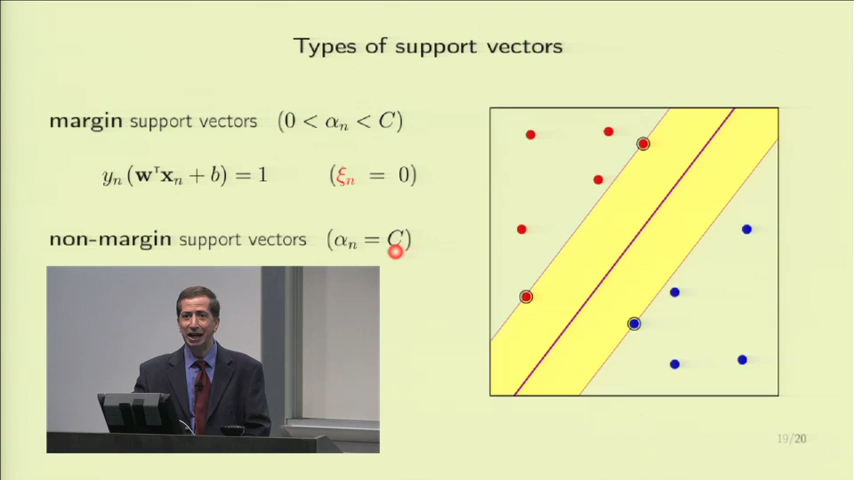 Types of support vectors
margin support vectors (0 < αₙ < C)
yₙ (wᵀxₙ + b) = 1 (ξₙ = 0)
non-margin support vectors (αₙ = C)
19/20